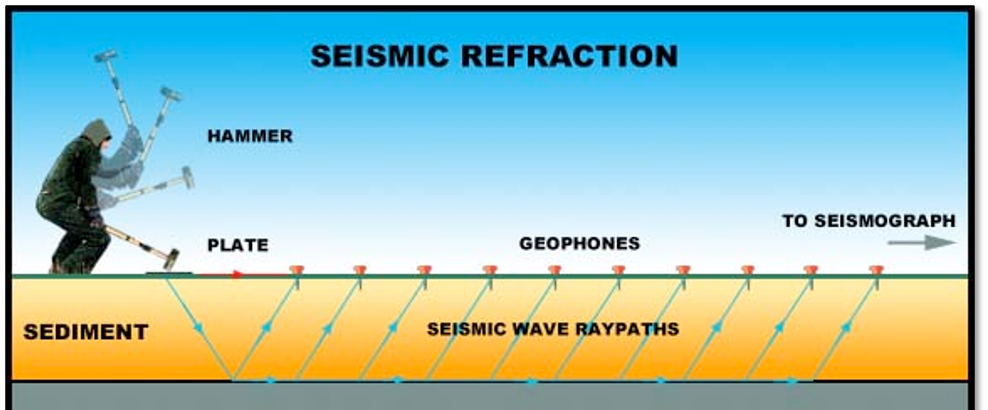 SEISMIC REFRACTION
HAMMER
TO SEISMOGRAPH
PLATE
GEOPHONES
SEDIMENT
SEISMIC WAVE RAYPATHS